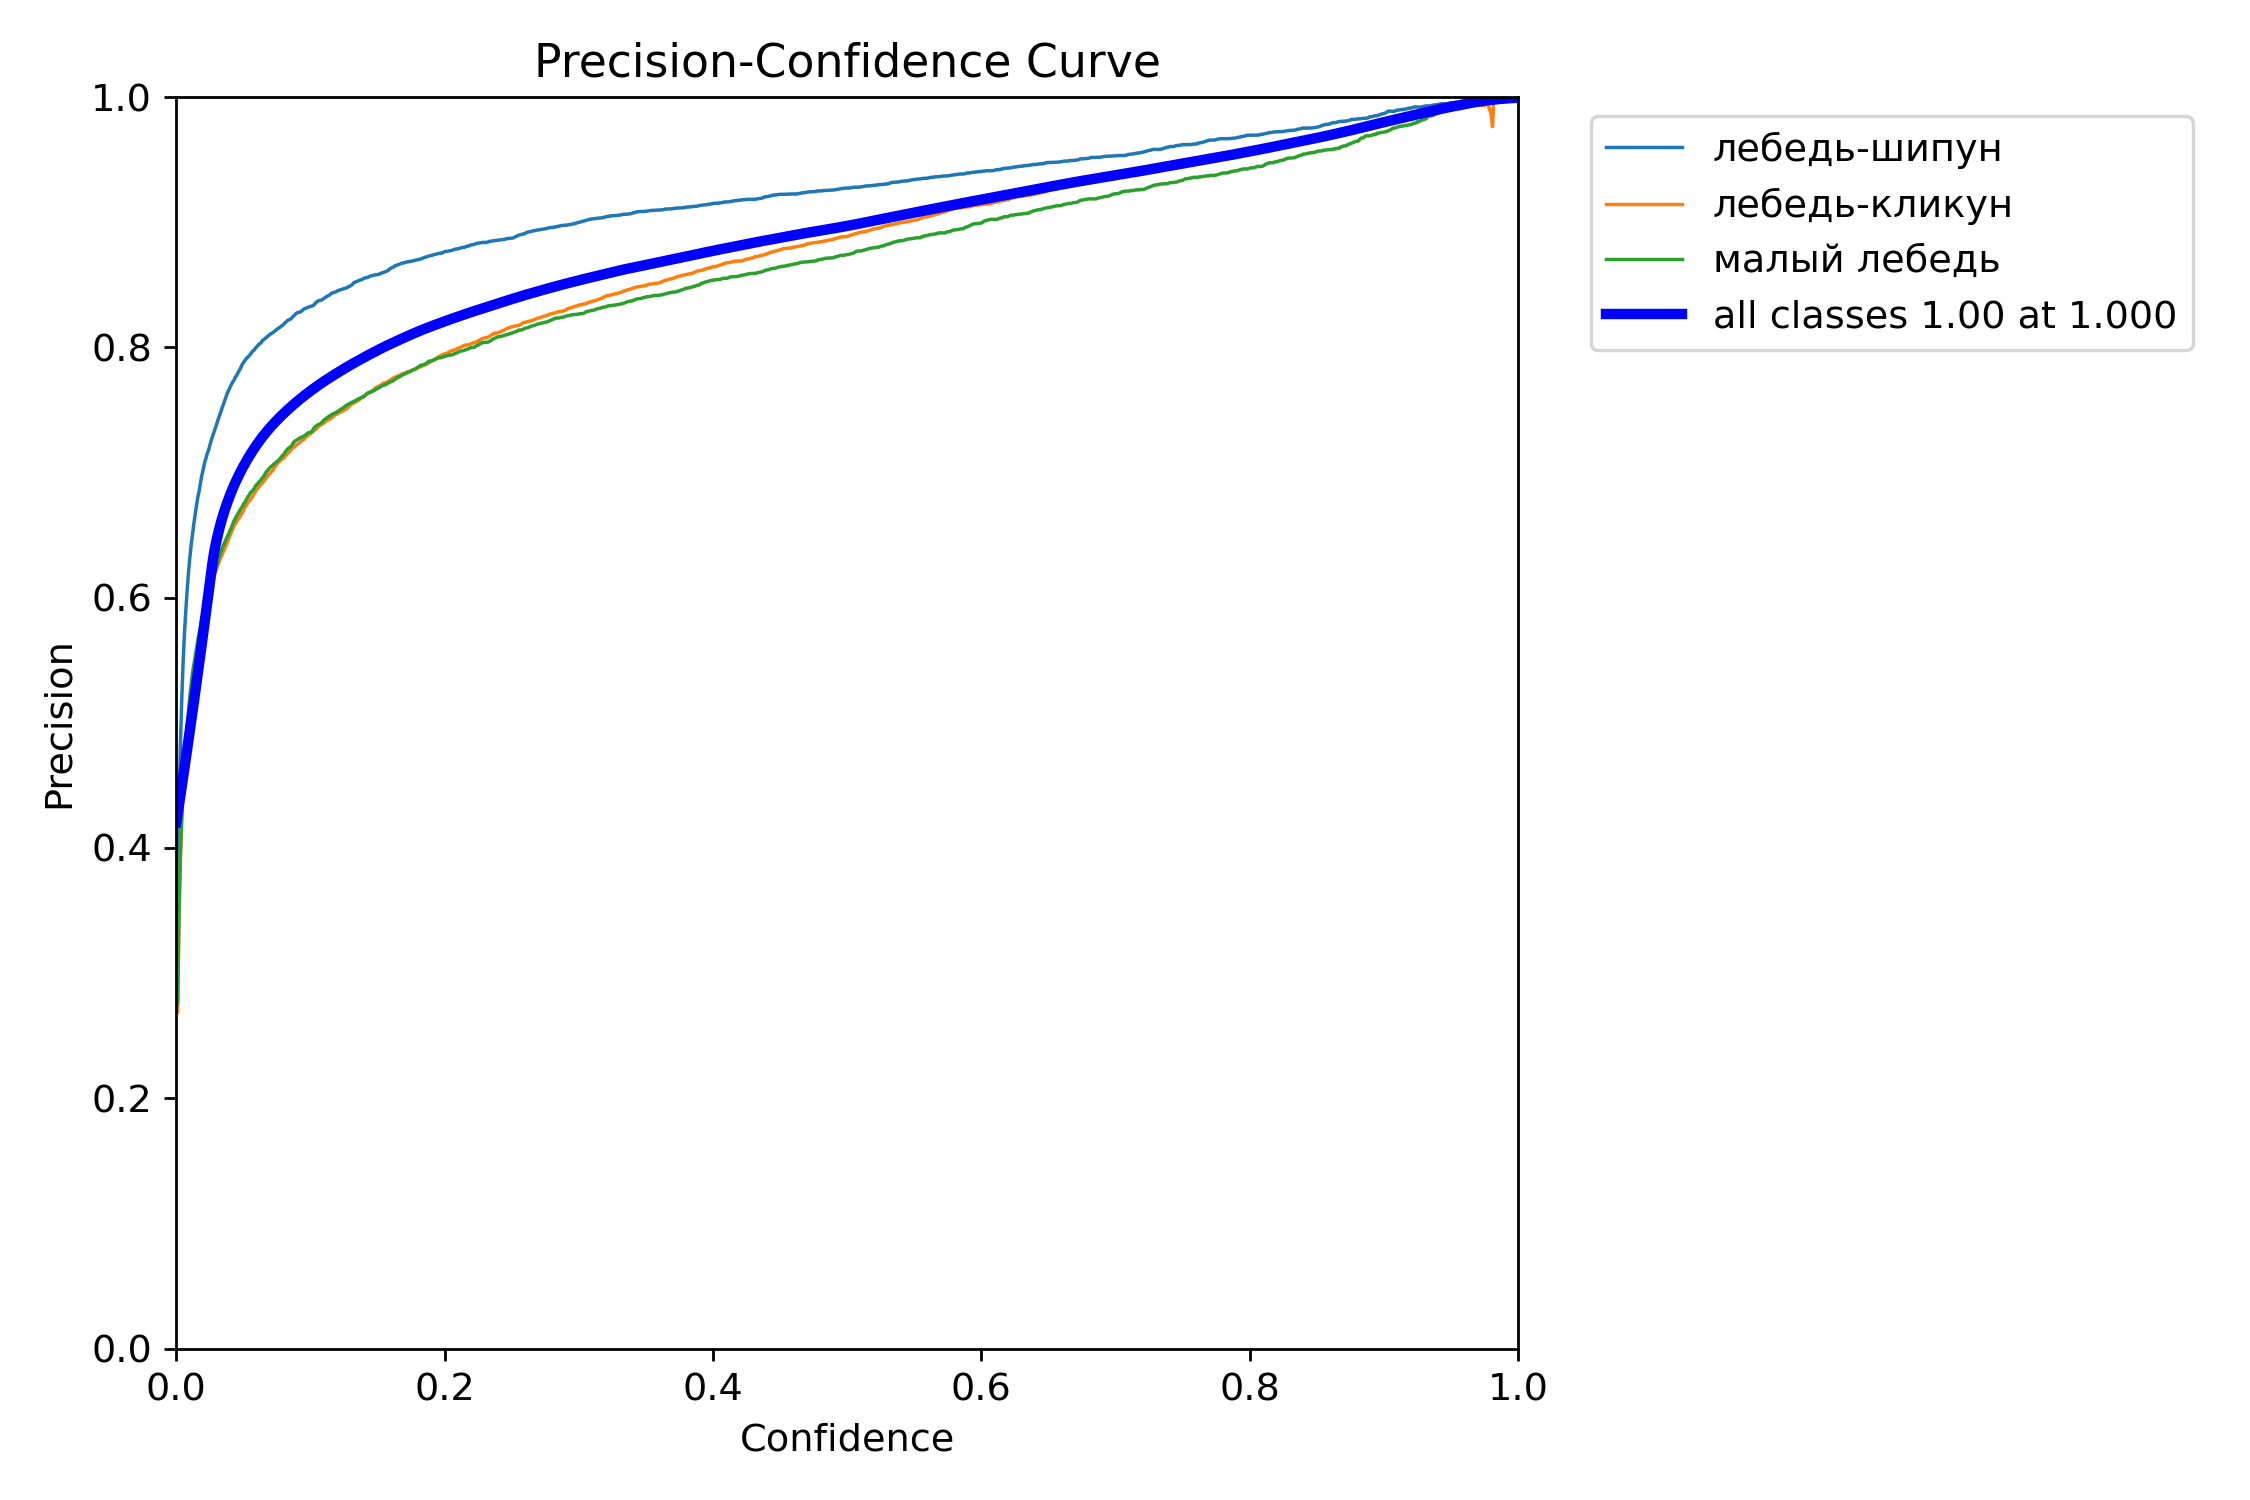 Precision-Confidence Curve
1.0
0.8
0.6
0.4
0.2
0.0
Precision
0.0 0.2 0.4 0.6 0.8 1.0
Confidence
лебедь-шипун
лебедь-кликун
малый лебедь
all classes 1.00 at 1.000